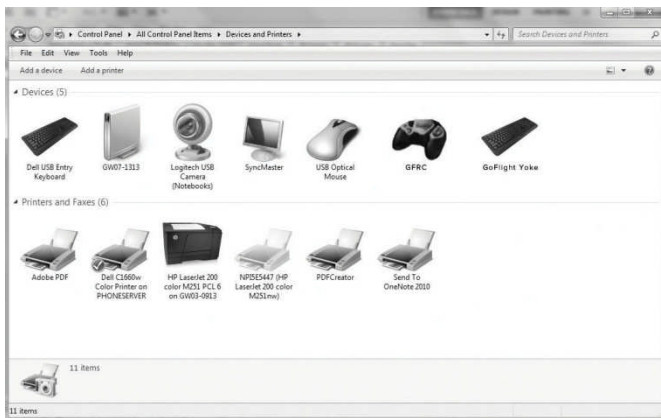 Control Panel ▸ All Control Panel Items ▸ Devices and Printers ▸
Search Devices and Printers
File Edit View Tools Help
Add a device Add a printer
Devices (5)
Dell USB Entry
Keyboard
GW07-1313
Logitech USB
Camera
(Notebooks)
SyncMaster
USB Optical
Mouse
GFRC
GoFlight Yoke
Printers and Faxes (6)
Adobe PDF
Dell C1660w
Color Printer on
PHONESERVER
HP LaserJet 200
color M251 PCL 6
on GW03-0913
NPI5E5447 (HP
LaserJet 200 color
M251nw)
PDFCreator
Send To
OneNote 2010
11 items
11 items